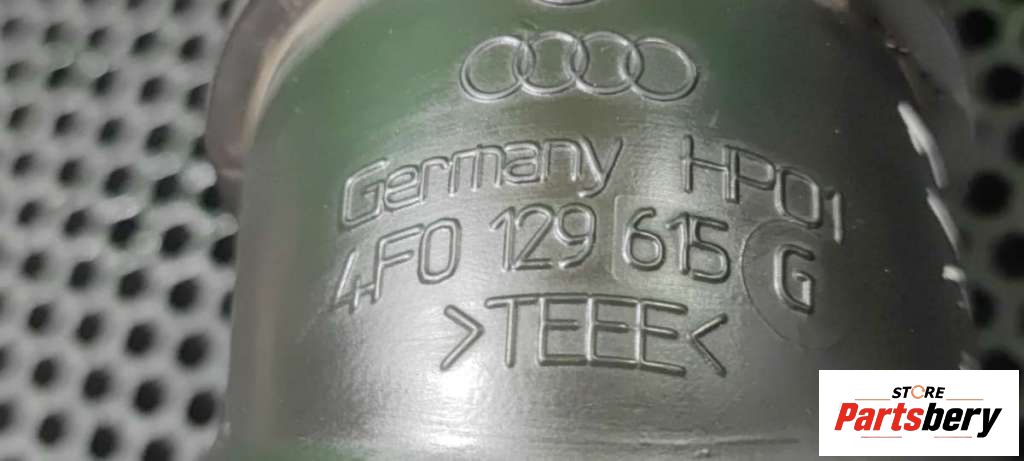 Germany HP01
4F0 129 615 G
>TEEE<
STORE
Partsbery